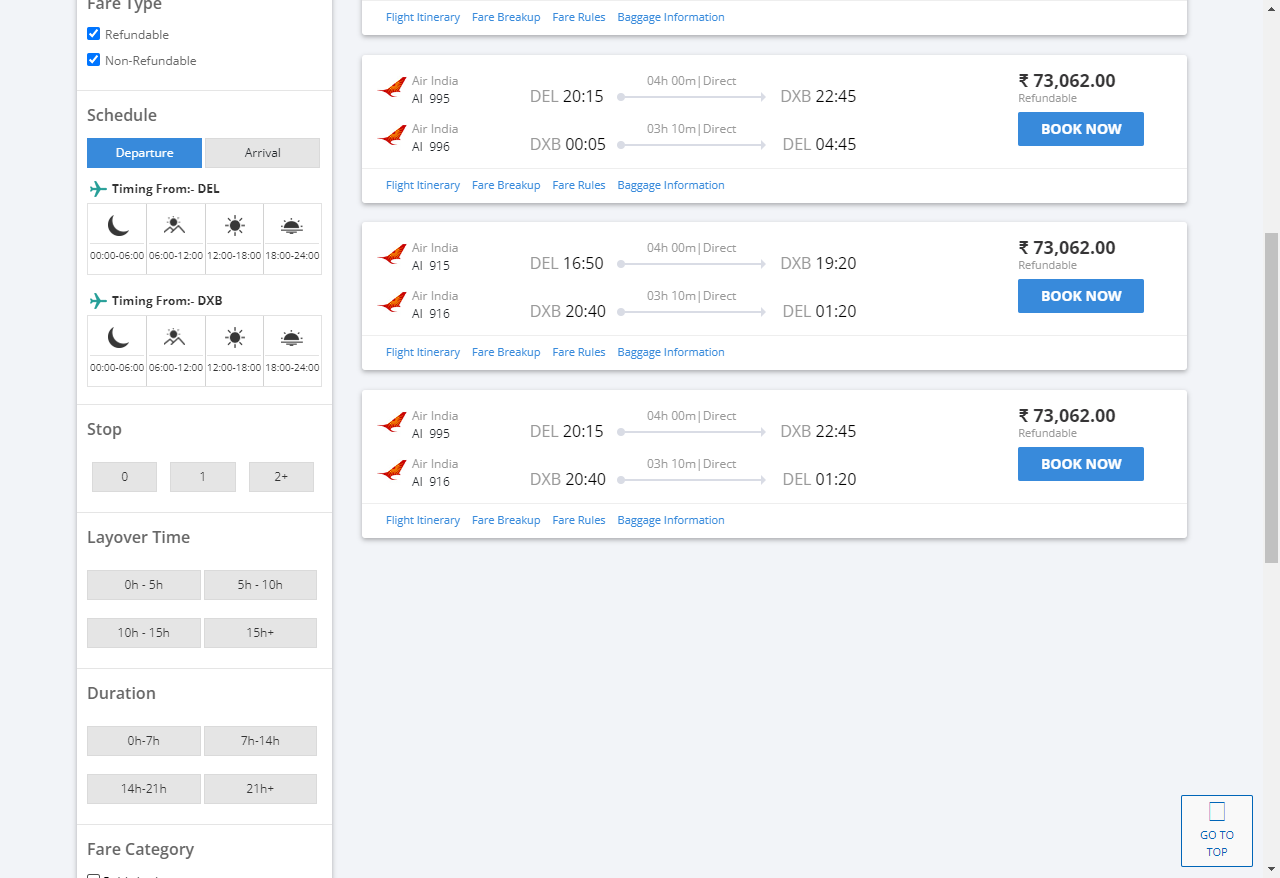 Fare Type
Refundable
Non-Refundable
Schedule
Departure Arrival
Timing From:- DEL
00:00-06:00 06:00-12:00 12:00-18:00 18:00-24:00
Timing From:- DXB
00:00-06:00 06:00-12:00 12:00-18:00 18:00-24:00
Stop
0 1 2+
Layover Time
0h - 5h 5h - 10h
10h - 15h 15h+
Duration
0h-7h 7h-14h
14h-21h 21h+
Fare Category
Flight Itinerary Fare Breakup Fare Rules Baggage Information
Air India
AI 995
DEL 20:15
04h 00m|Direct
DXB 22:45
Air India
AI 996
DXB 00:05
03h 10m|Direct
DEL 04:45
₹ 73,062.00
Refundable
BOOK NOW
Flight Itinerary Fare Breakup Fare Rules Baggage Information
Air India
AI 915
DEL 16:50
04h 00m|Direct
DXB 19:20
Air India
AI 916
DXB 20:40
03h 10m|Direct
DEL 01:20
₹ 73,062.00
Refundable
BOOK NOW
Flight Itinerary Fare Breakup Fare Rules Baggage Information
Air India
AI 995
DEL 20:15
04h 00m|Direct
DXB 22:45
Air India
AI 916
DXB 20:40
03h 10m|Direct
DEL 01:20
₹ 73,062.00
Refundable
BOOK NOW
Flight Itinerary Fare Breakup Fare Rules Baggage Information
GO TO
TOP